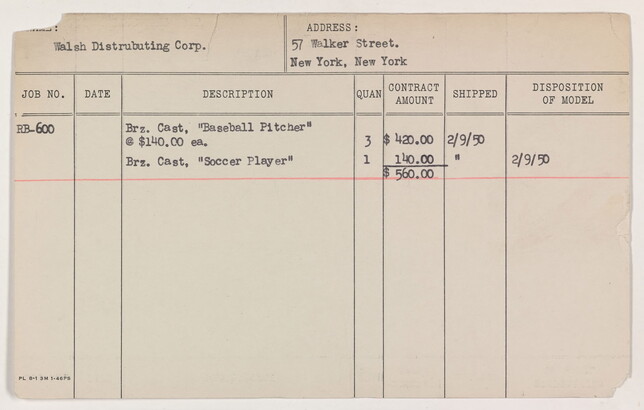 ADDRESS:
Walsh Distrubuting Corp.
57 Walker Street.
New York, New York
JOB NO. DATE DESCRIPTION QUAN CONTRACT AMOUNT SHIPPED DISPOSITION OF MODEL
RB-600 Brz. Cast, "Baseball Pitcher"
@ $140.00 ea. 3 $ 420.00 2/9/50
Brz. Cast, "Soccer Player" 1 140.00 " 2/9/50
$ 560.00